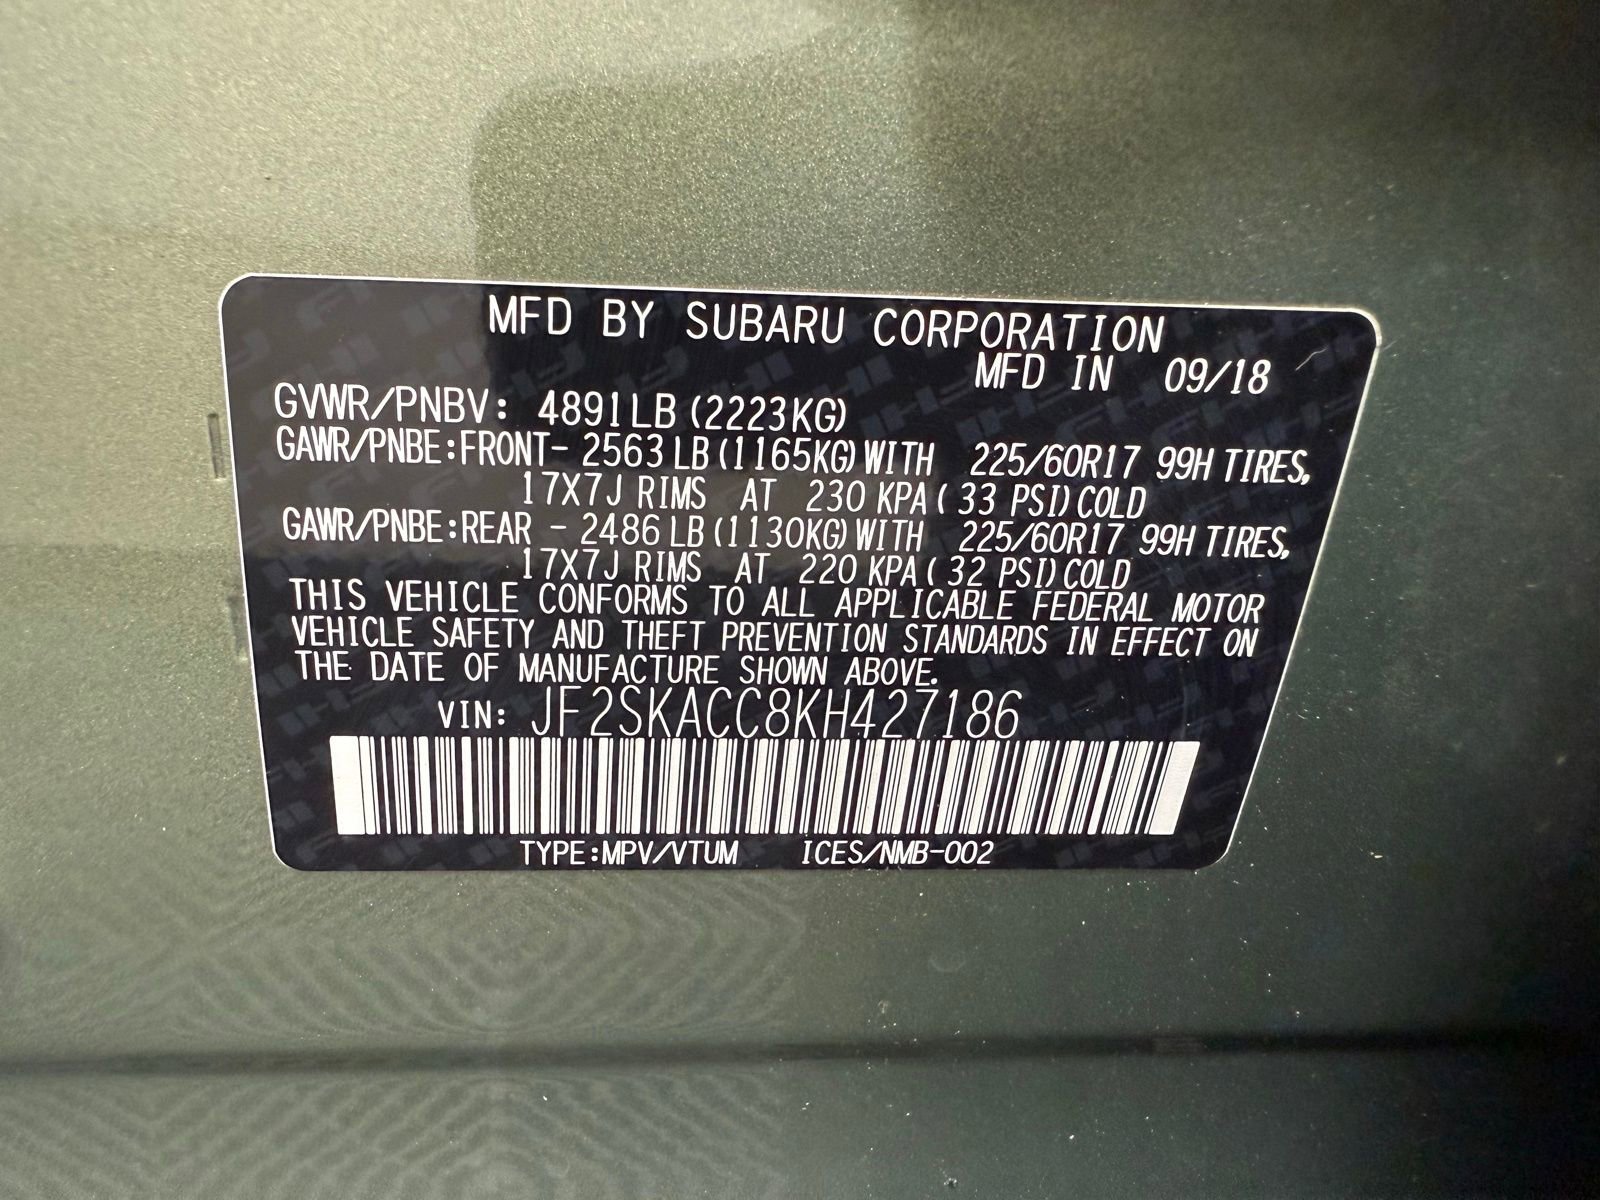 MFD BY SUBARU CORPORATION
MFD IN 09/18
GVWR/PNBV: 4891LB (2223KG)
GAWR/PNBE:FRONT- 2563 LB (1165KG) WITH 225/60R17 99H TIRES,
17X7J RIMS AT 230 KPA ( 33 PSI) COLD
GAWR/PNBE:REAR - 2486 LB (1130KG) WITH 225/60R17 99H TIRES,
17X7J RIMS AT 220 KPA ( 32 PSI) COLD
THIS VEHICLE CONFORMS TO ALL APPLICABLE FEDERAL MOTOR
VEHICLE SAFETY AND THEFT PREVENTION STANDARDS IN EFFECT ON
THE DATE OF MANUFACTURE SHOWN ABOVE.
VIN: JF2SKACC8KH427186
TYPE:MPV/VTUM ICES/NMB-002